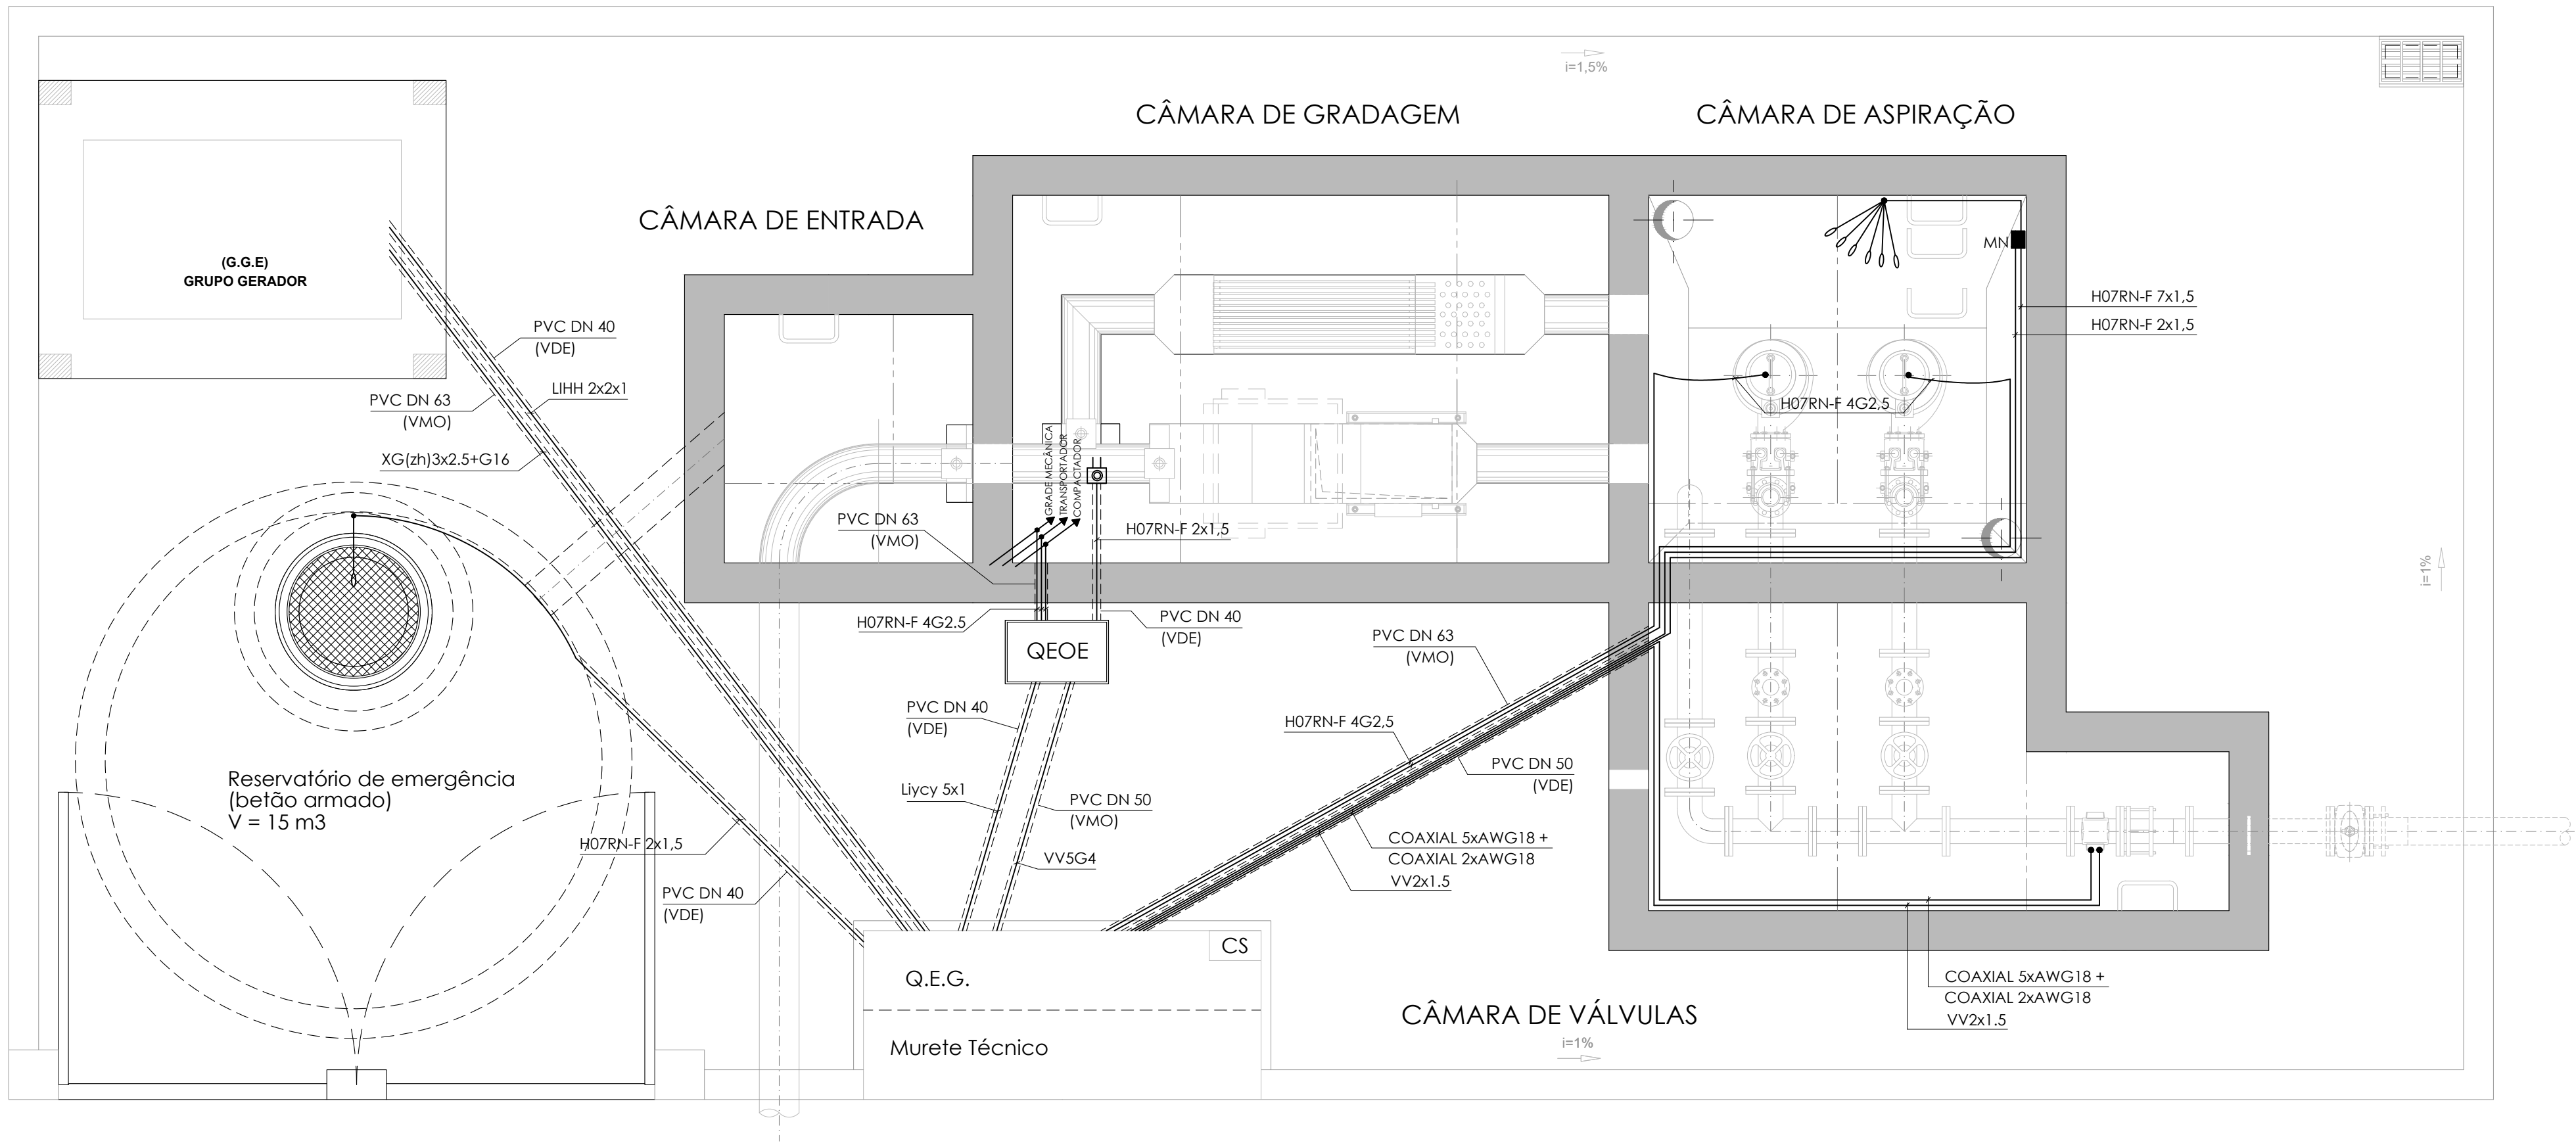 i=1,5%
CÂMARA DE GRADAGEM
CÂMARA DE ASPIRAÇÃO
CÂMARA DE ENTRADA
(G.G.E)
GRUPO GERADOR
MN
H07RN-F 7x1,5
H07RN-F 2x1,5
PVC DN 40
(VDE)
LIHH 2x2x1
PVC DN 63
(VMO)
XG(zh)3x2.5+G16
H07RN-F 4G2,5
GRADE MECÂNICA
TRANSPORTADOR
COMPACTADOR
PVC DN 63
(VMO)
H07RN-F 2x1,5
H07RN-F 4G2.5
PVC DN 40
(VDE)
QEOE
PVC DN 63
(VMO)
i=1%
PVC DN 40
(VDE)
H07RN-F 4G2,5
PVC DN 50
(VDE)
Reservatório de emergência
(betão armado)
V = 15 m3
Liycy 5x1
PVC DN 50
(VMO)
H07RN-F 2x1,5
VV5G4
COAXIAL 5xAWG18 +
COAXIAL 2xAWG18
VV2x1.5
PVC DN 40
(VDE)
CS
Q.E.G.
COAXIAL 5xAWG18 +
COAXIAL 2xAWG18
VV2x1.5
CÂMARA DE VÁLVULAS
Murete Técnico
i=1%